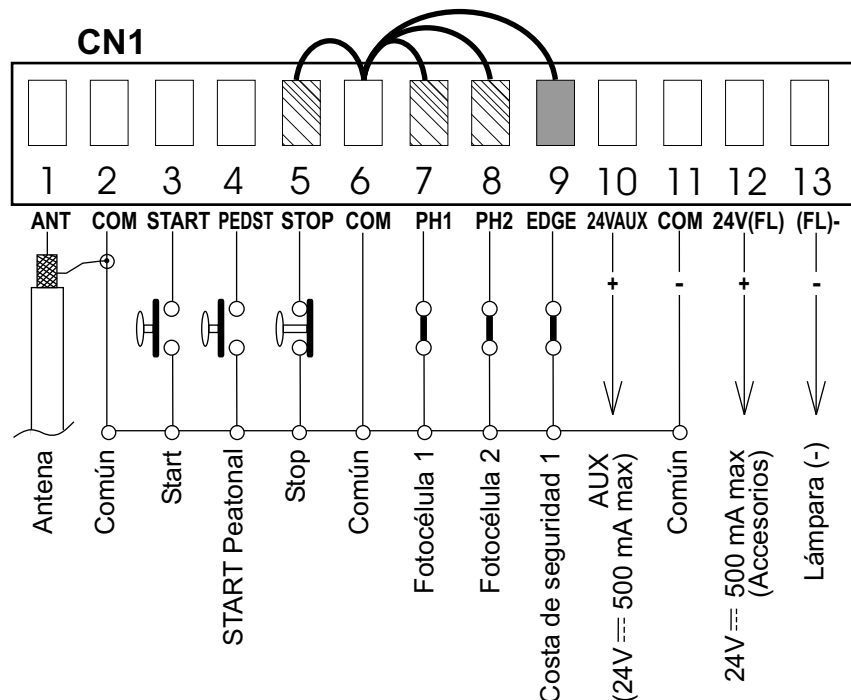 CN1
1 2 3 4 5 6 7 8 9 10 11 12 13
ANT COM START PEDST STOP COM PH1 PH2 EDGE 24VAUX COM 24V(FL) (FL)-
+ - + -
Antena
Común
Start
START Peatonal
Stop
Común
Fotocélula 1
Fotocélula 2
Costa de seguridad 1
AUX
(24V⎓ 500 mA max)
Común
24V⎓ 500 mA max
(Accesorios)
Lámpara (-)